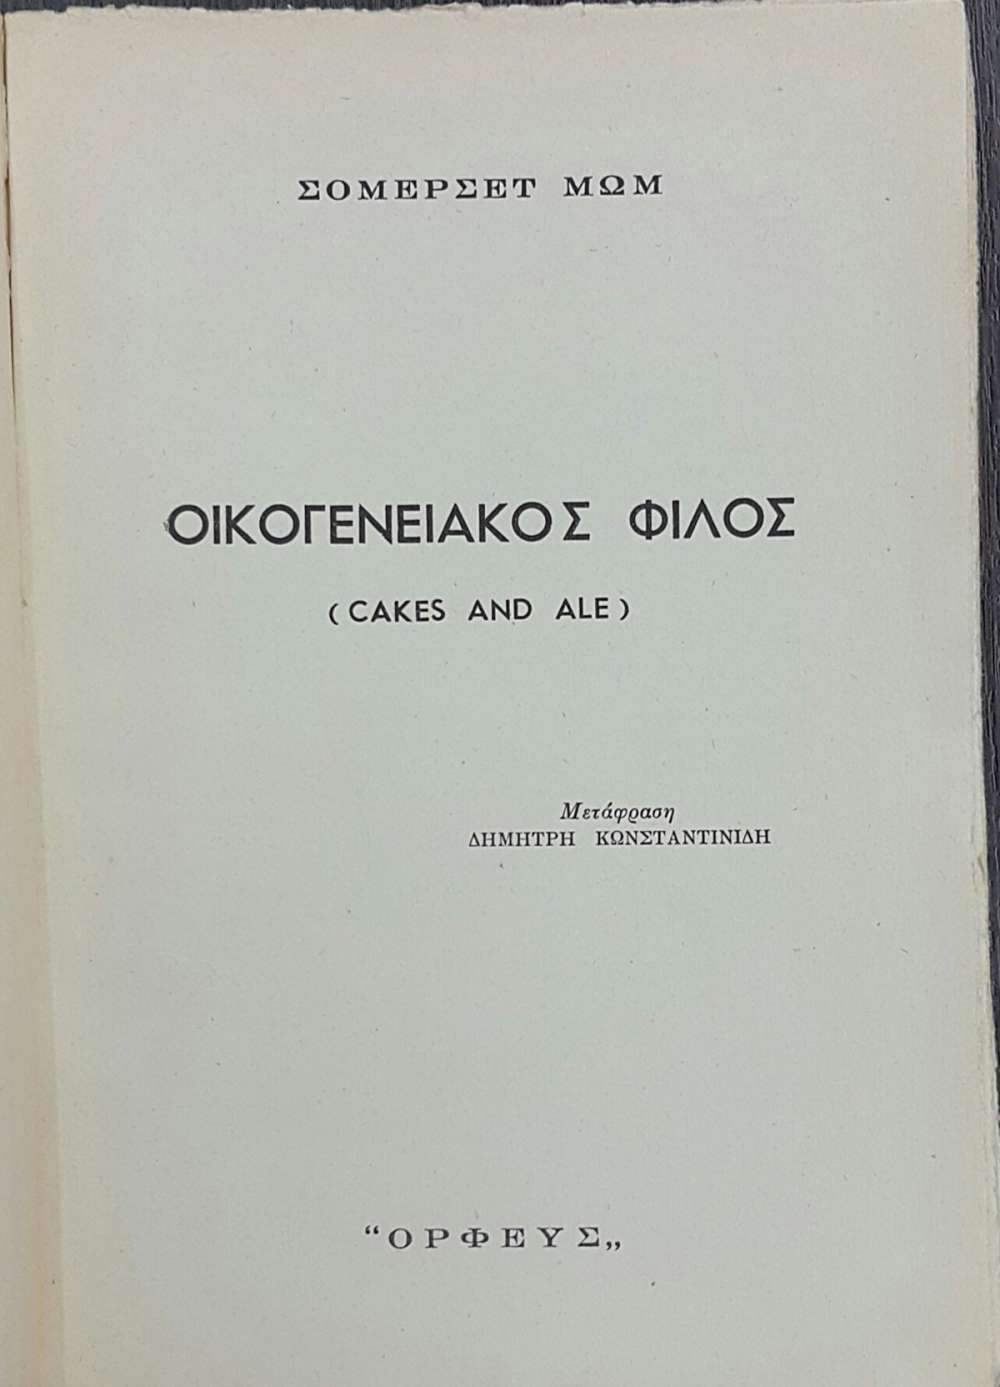 ΣΟΜΕΡΣΕΤ ΜΩΜ
ΟΙΚΟΓΕΝΕΙΑΚΟΣ ΦΙΛΟΣ
(CAKES AND ALE)
Μετάφραση
ΔΗΜΗΤΡΗ ΚΩΝΣΤΑΝΤΙΝΙΔΗ
“ΟΡΦΕΥΣ„